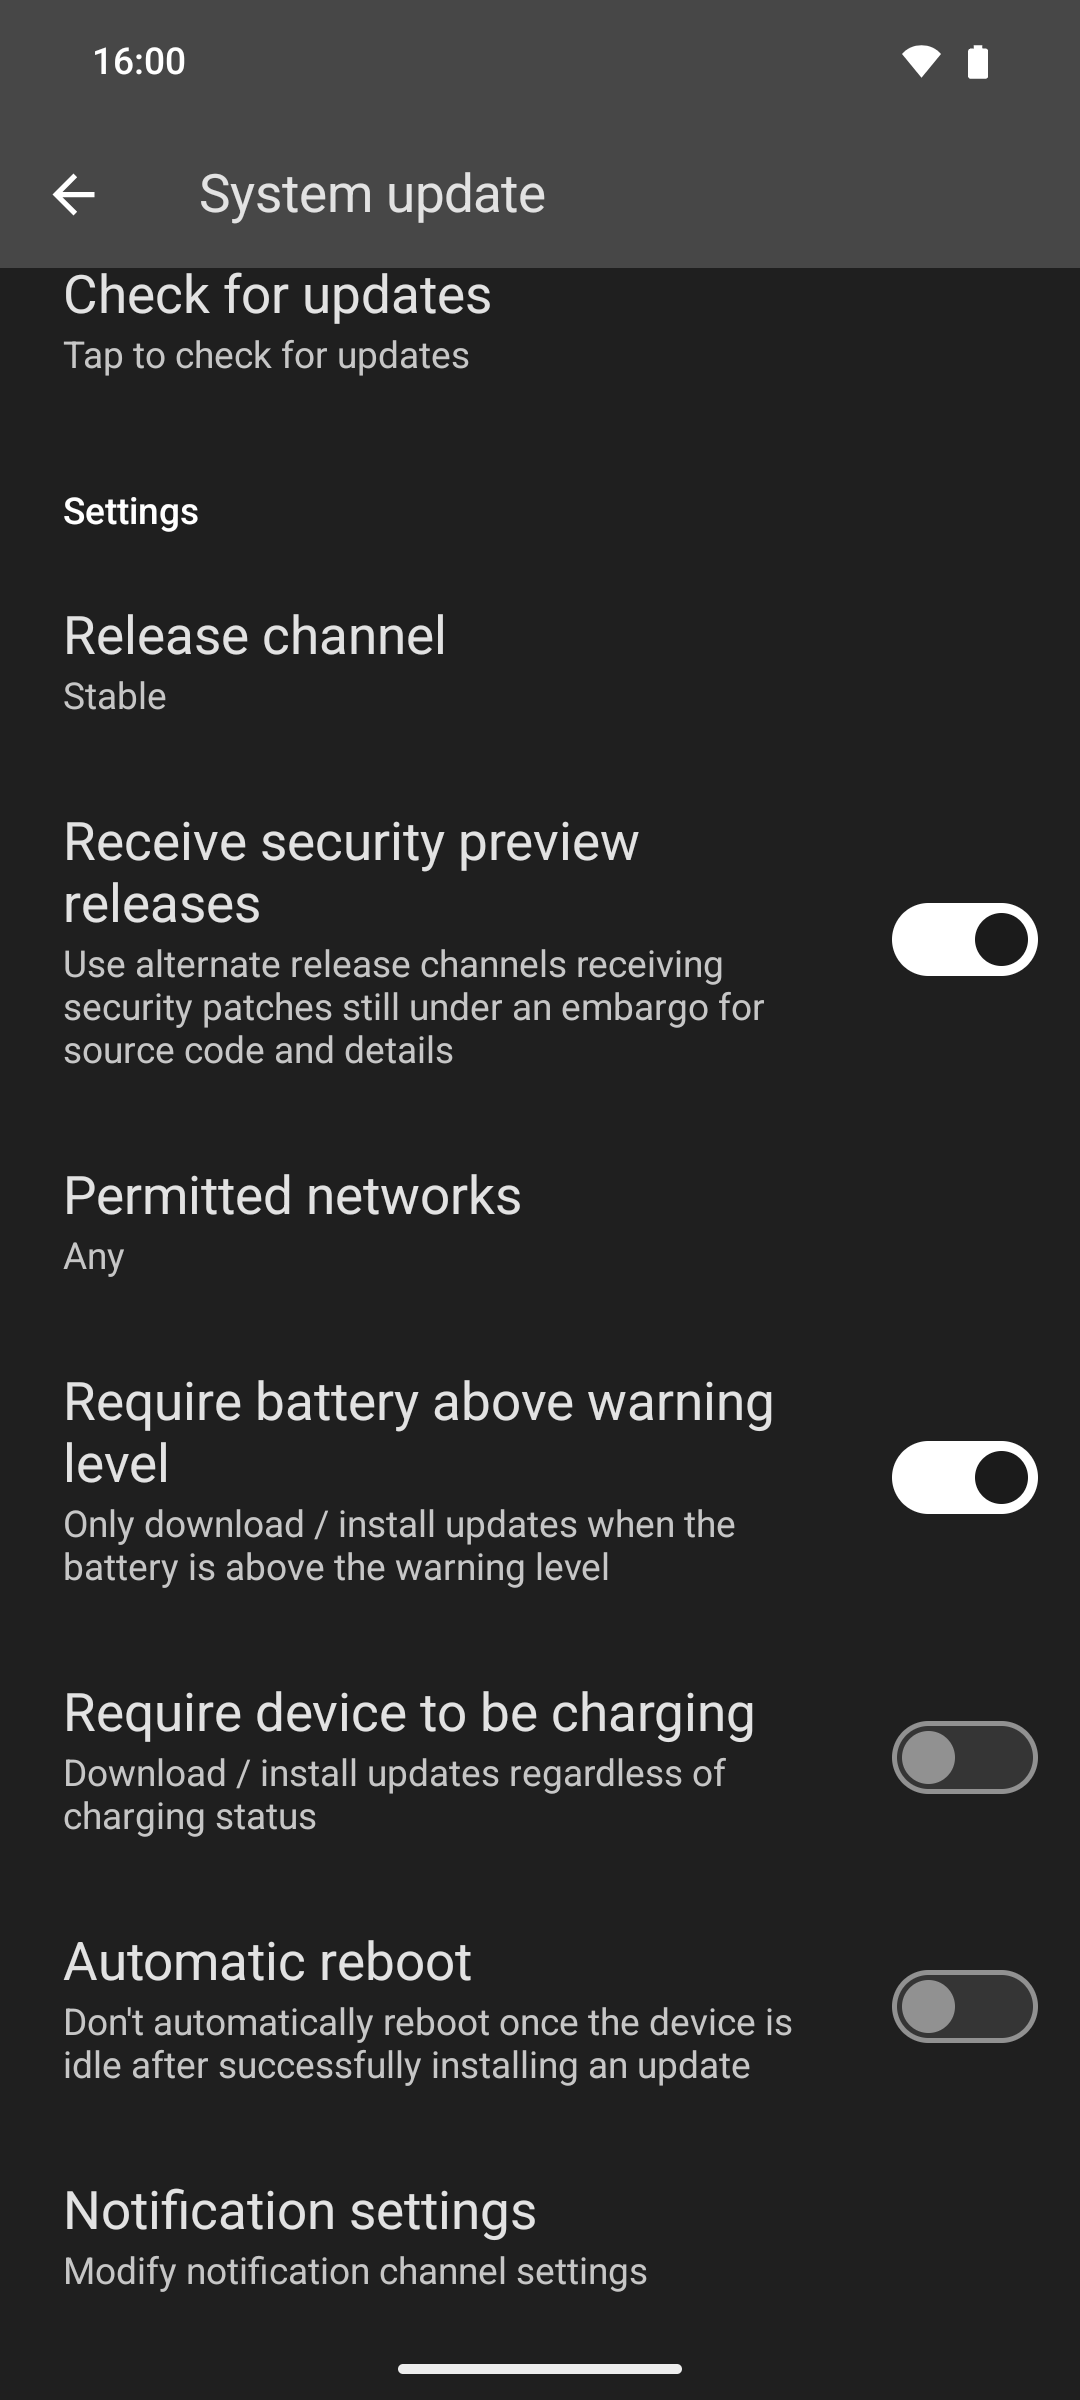 16:00
System update
Check for updates
Tap to check for updates
Settings
Release channel
Stable
Receive security preview
releases
Use alternate release channels receiving
security patches still under an embargo for
source code and details
Permitted networks
Any
Require battery above warning
level
Only download / install updates when the
battery is above the warning level
Require device to be charging
Download / install updates regardless of
charging status
Automatic reboot
Don't automatically reboot once the device is
idle after successfully installing an update
Notification settings
Modify notification channel settings